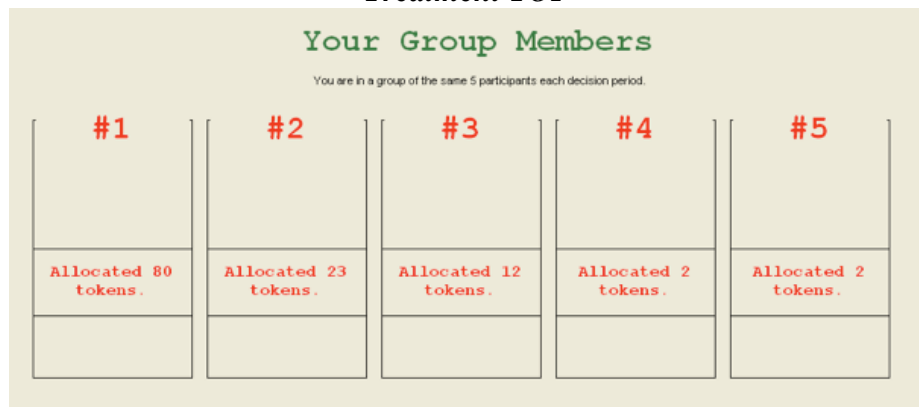 Your Group Members
You are in a group of the same 5 participants each decision period.
#1 #2 #3 #4 #5
Allocated 80 tokens.
Allocated 23 tokens.
Allocated 12 tokens.
Allocated 2 tokens.
Allocated 2 tokens.